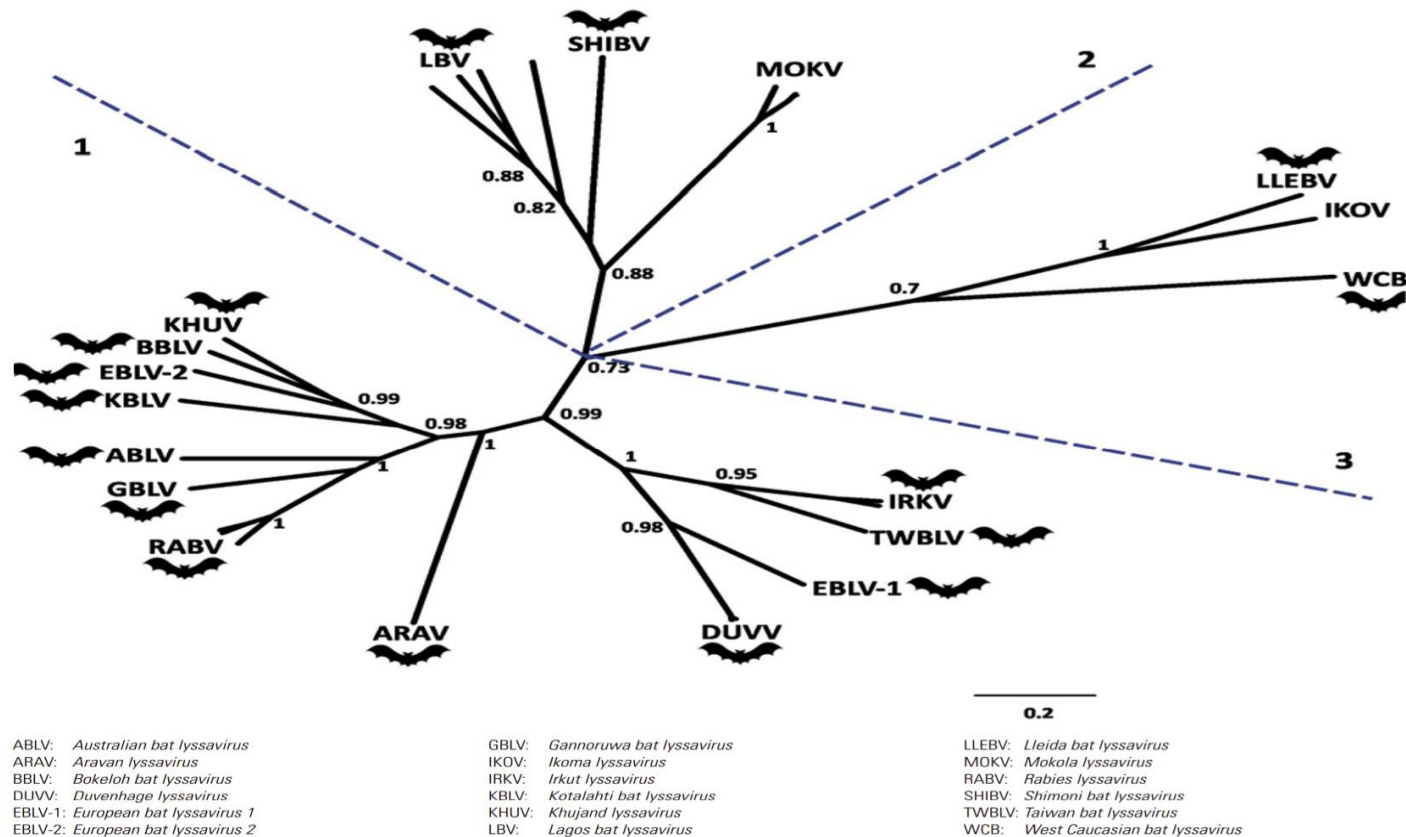 SHIBV
LBV
MOKV
1
2
1
LLEBV
IKOV
0.88
0.82
1
0.88
0.7
WCB
KHUV
BBLV
EBLV-2
KBLV
0.73
0.99
0.98
0.99
1
ABLV
1
1
0.95
3
GBLV
IRKV
1
0.98
TWBLV
RABV
EBLV-1
ARAV
DUVV
0.2
ABLV: Australian bat lyssavirus
ARAV: Aravan lyssavirus
BBLV: Bokeloh bat lyssavirus
DUVV: Duvenhage lyssavirus
EBLV-1: European bat lyssavirus 1
EBLV-2: European bat lyssavirus 2
GBLV: Gannoruwa bat lyssavirus
IKOV: Ikoma lyssavirus
IRKV: Irkut lyssavirus
KBLV: Kotalahti bat lyssavirus
KHUV: Khujand lyssavirus
LBV: Lagos bat lyssavirus
LLEBV: Lleida bat lyssavirus
MOKV: Mokola lyssavirus
RABV: Rabies lyssavirus
SHIBV: Shimoni bat lyssavirus
TWBLV: Taiwan bat lyssavirus
WCB: West Caucasian bat lyssavirus